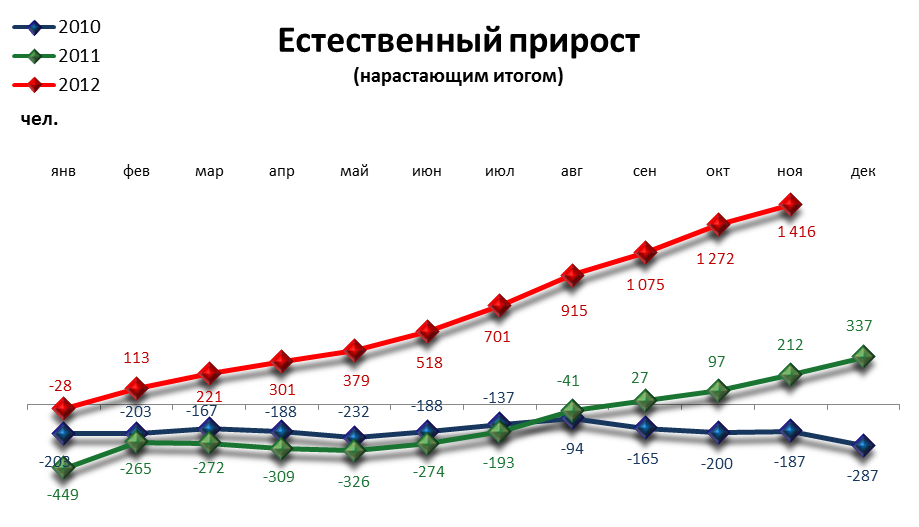 2010
2011
2012
Естественный прирост
(нарастающим итогом)
чел.
янв фев мар апр май июн июл авг сен окт ноя дек
-28 113 221 301 379 518 701 915 1 075 1 272 1 416
-449 -265 -272 -309 -326 -274 -193 -41 27 97 212 337
-203 -203 -167 -188 -232 -188 -137 -94 -165 -200 -187 -287